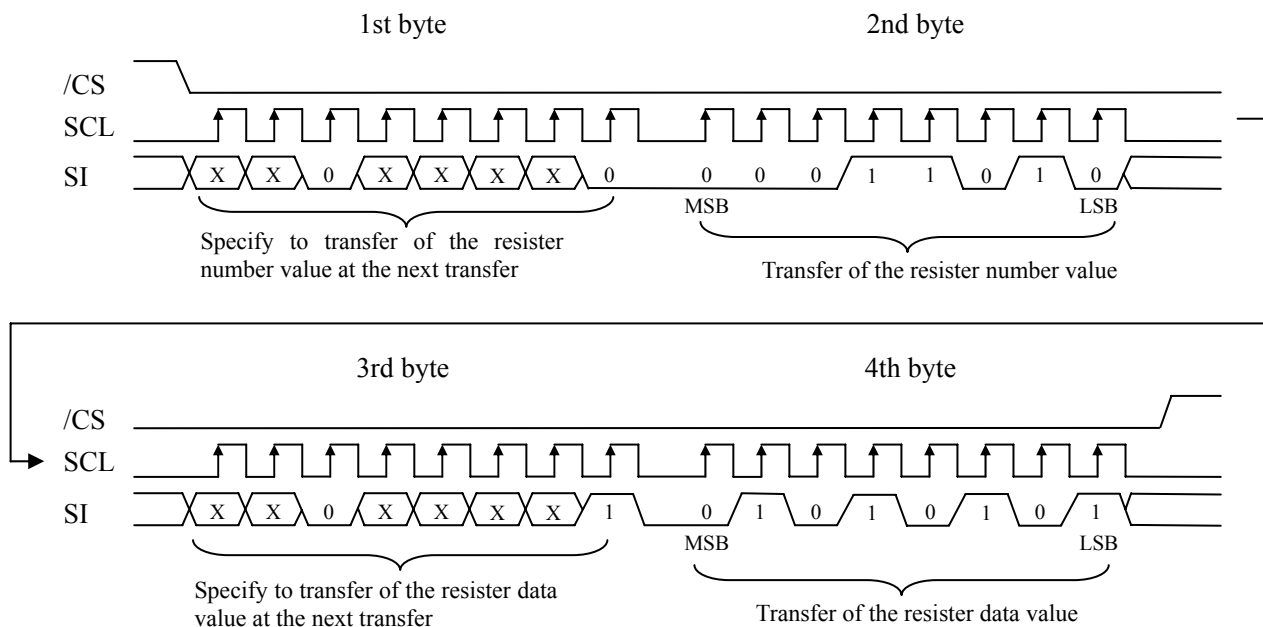 1st byte 2nd byte
/CS
SCL
SI X X 0 X X X X 0 0 0 0 1 1 0 1 0
MSB LSB
Specify to transfer of the resister
number value at the next transfer
Transfer of the resister number value
3rd byte 4th byte
/CS
SCL
SI X X 0 X X X X 1 0 1 0 1 0 1 0 1
MSB LSB
Specify to transfer of the resister data
value at the next transfer
Transfer of the resister data value